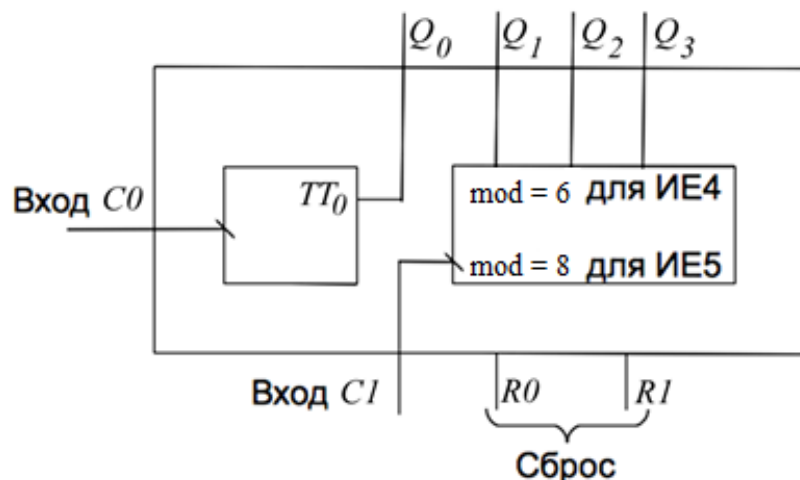 Q0 Q1 Q2 Q3
Вход C0
TT0
mod = 6 для ИЕ4
mod = 8 для ИЕ5
Вход C1
R0 R1
Сброс